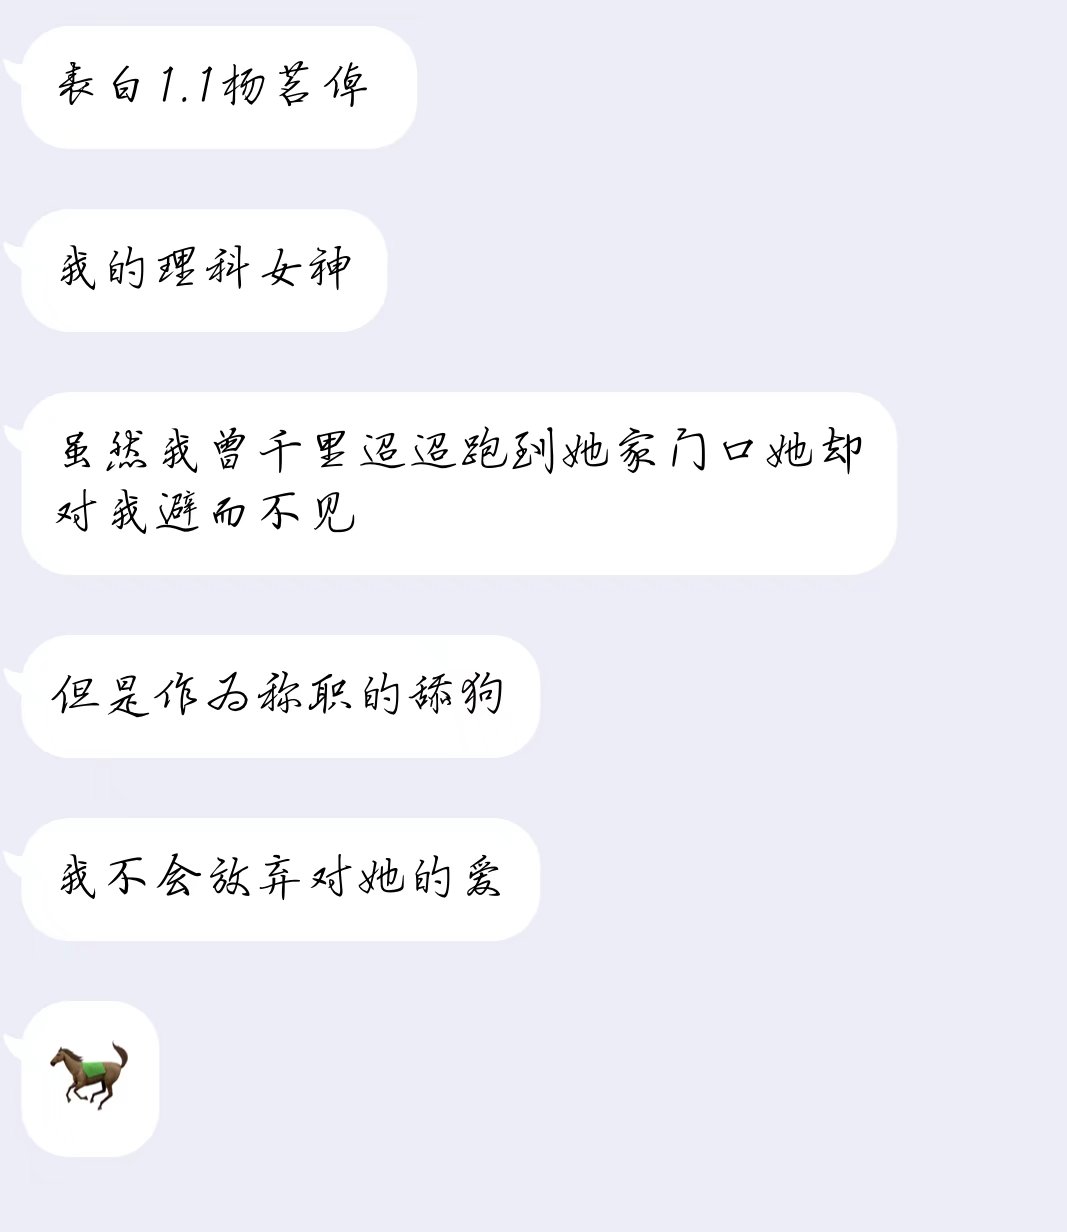 表白1.1杨茗倬
我的理科女神
虽然我曾千里迢迢跑到她家门口她却
对我避而不见
但是作为称职的舔狗
我不会放弃对她的爱